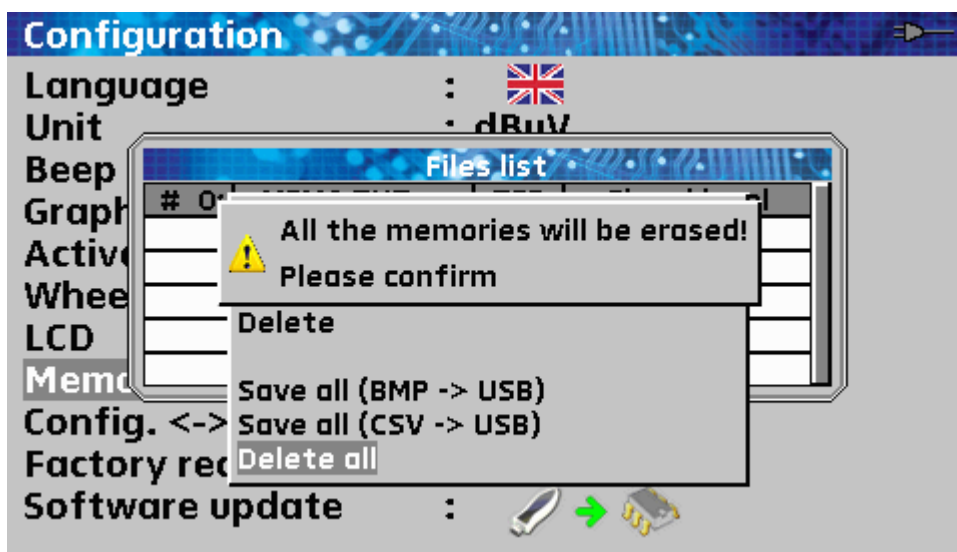 Configuration
Language :
Unit : dBuV
Beep
Files list
# 0:
Graph
All the memories will be erased!
Active
Please confirm
Whee
LCD
Delete
Memo
Save all (BMP -> USB)
Config. <->
Save all (CSV -> USB)
Factory rec
Delete all
Software update :